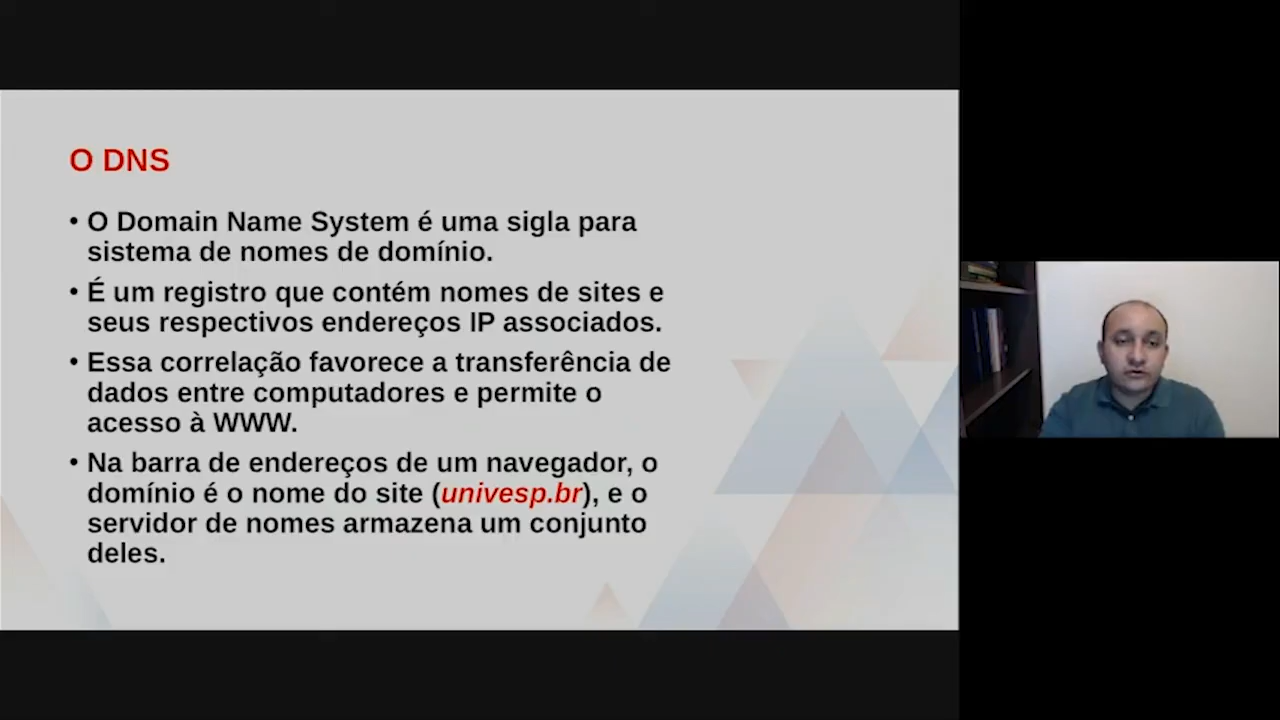 O DNS
• O Domain Name System é uma sigla para
sistema de nomes de domínio.
• É um registro que contém nomes de sites e
seus respectivos endereços IP associados.
• Essa correlação favorece a transferência de
dados entre computadores e permite o
acesso à WWW.
• Na barra de endereços de um navegador, o
domínio é o nome do site (univesp.br), e o
servidor de nomes armazena um conjunto
deles.